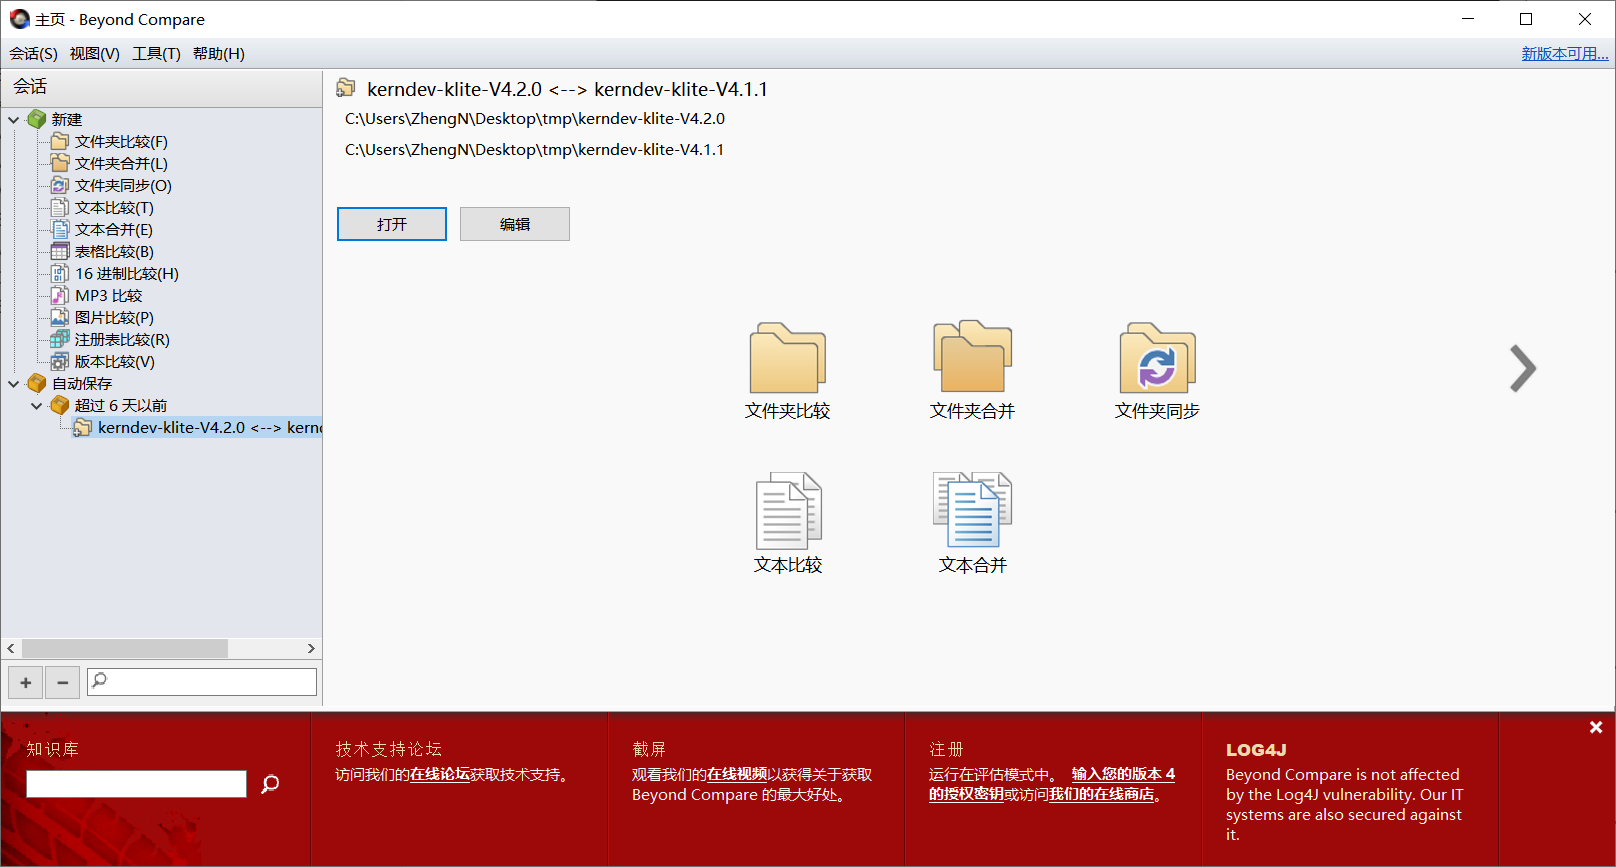 主页 - Beyond Compare
会话(S) 视图(V) 工具(T) 帮助(H)
新版本可用...
会话
新建
文件夹比较(F)
文件夹合并(L)
文件夹同步(O)
文本比较(T)
文本合并(E)
表格比较(B)
16 进制比较(H)
MP3 比较
图片比较(P)
注册表比较(R)
版本比较(V)
自动保存
超过 6 天以前
kerndev-klite-V4.2.0 <--> kern
kerndev-klite-V4.2.0 <--> kerndev-klite-V4.1.1
C:\Users\ZhengN\Desktop\tmp\kerndev-klite-V4.2.0
C:\Users\ZhengN\Desktop\tmp\kerndev-klite-V4.1.1
打开
编辑
文件夹比较
文件夹合并
文件夹同步
文本比较
文本合并
知识库
技术支持论坛
访问我们的在线论坛获取技术支持。
截屏
观看我们的在线视频以获得关于获取
Beyond Compare 的最大好处。
注册
运行在评估模式中。 输入您的版本 4
的授权密钥或访问我们的在线商店。
LOG4J
Beyond Compare is not affected
by the Log4J vulnerability. Our IT
systems are also secured against
it.